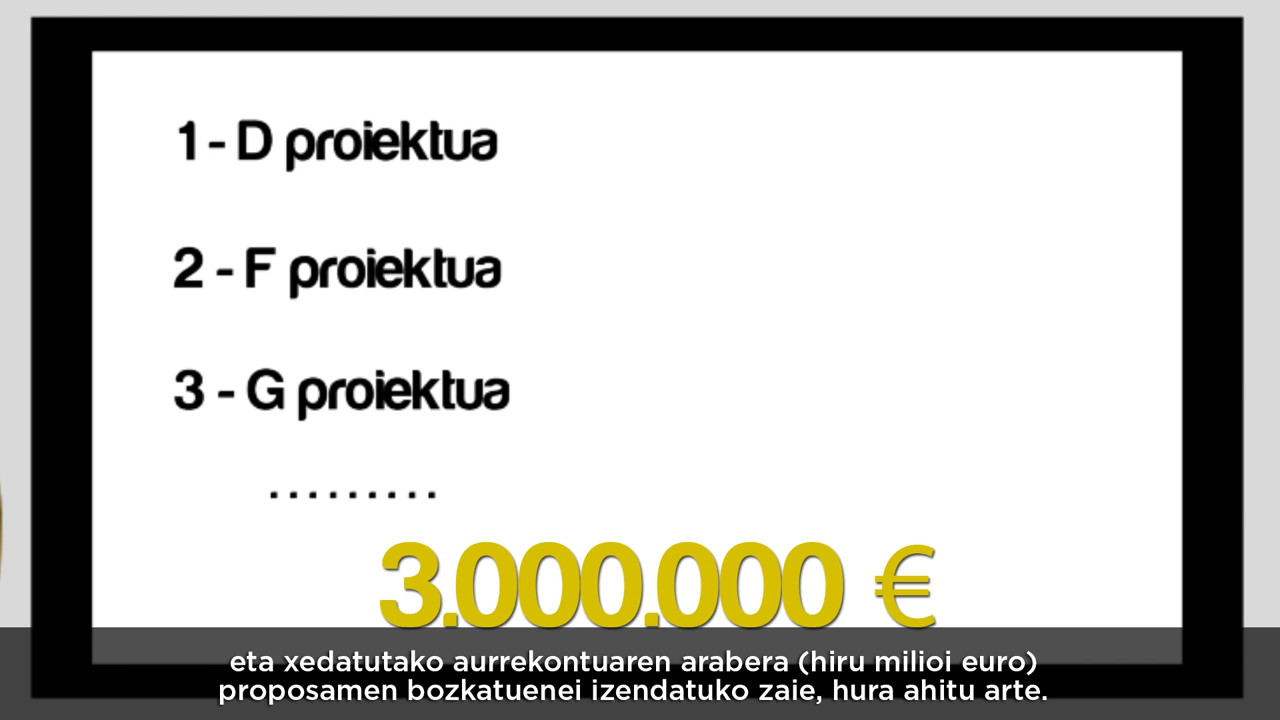 1 - D proiektua
2 - F proiektua
3 - G proiektua
.........
3.000.000 €
eta xedatutako aurrekontuaren arabera (hiru milioi euro)
proposamen bozkatuenei izendatuko zaie, hura ahitu arte.